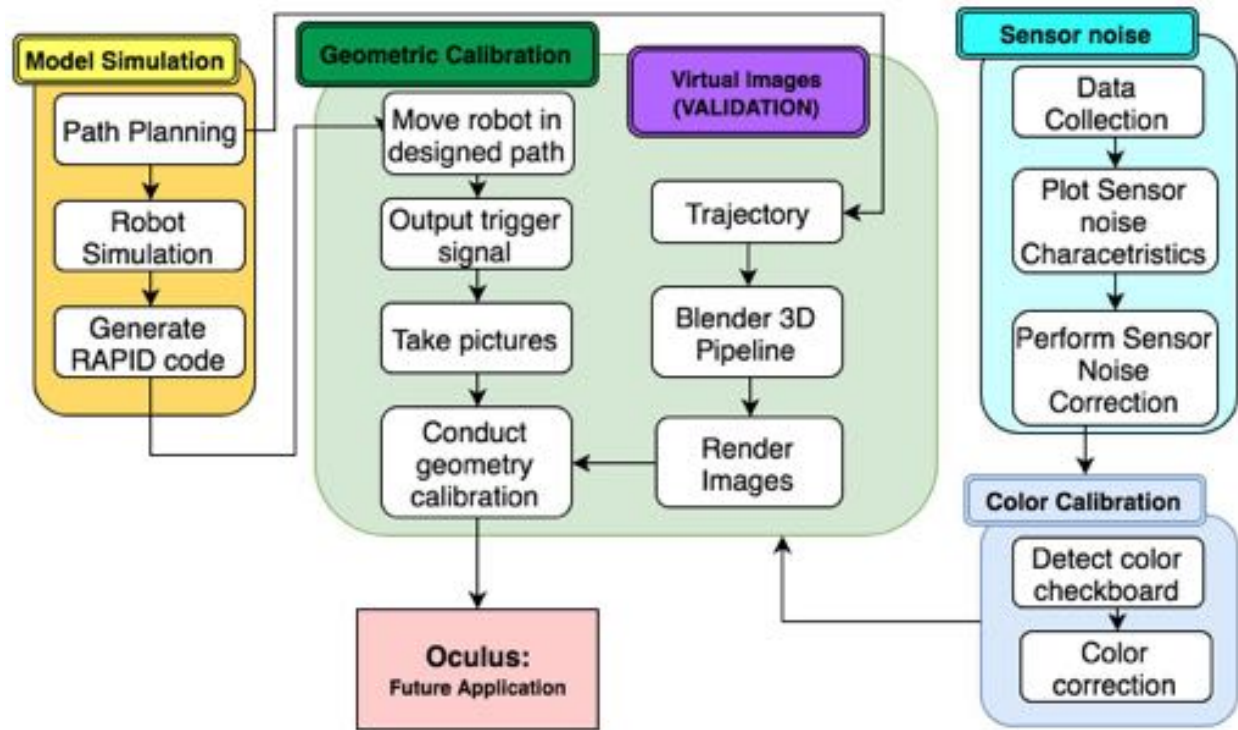 Model Simulation
Path Planning
Robot
Simulation
Generate
RAPID code
Geometric Calibration
Move robot in
designed path
Output trigger
signal
Take pictures
Conduct
geometry
calibration
Virtual Images
(VALIDATION)
Trajectory
Blender 3D
Pipeline
Render
Images
Oculus:
Future Application
Sensor noise
Data
Collection
Plot Sensor
noise
Characetristics
Perform Sensor
Noise
Correction
Color Calibration
Detect color
checkboard
Color
correction